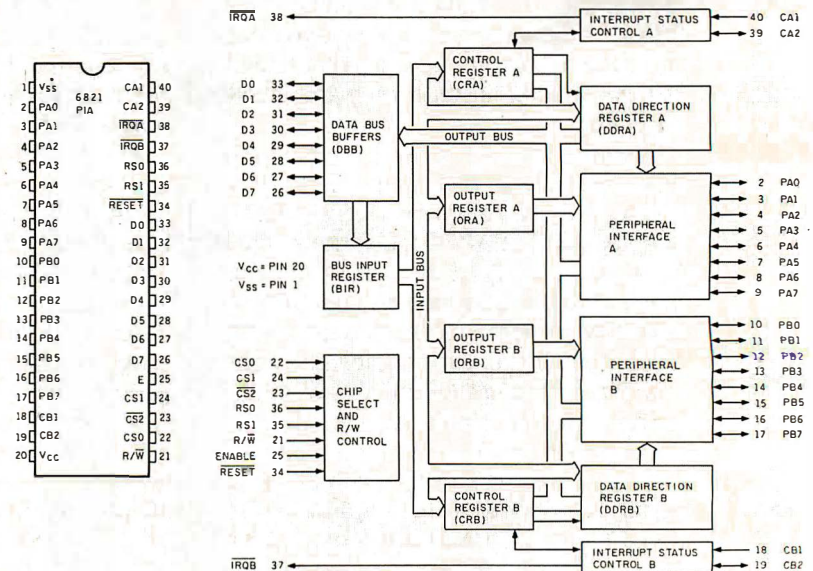 1 VSS CA1 40
2 PA0 6821 PIA CA2 39
3 PA1 IRQA 38
4 PA2 IRQB 37
5 PA3 RS0 36
6 PA4 RS1 35
7 PA5 RESET 34
8 PA6 D0 33
9 PA7 D1 32
10 PB0 D2 31
11 PB1 D3 30
12 PB2 D4 29
13 PB3 D5 28
14 PB4 D6 27
15 PB5 D7 26
16 PB6 E 25
17 PB7 CS1 24
18 CB1 CS2 23
19 CB2 CS0 22
20 VCC R/W 21
IRQA 38
D0 33
D1 32
D2 31
D3 30
D4 29
D5 28
D6 27
D7 26
DATA BUS
BUFFERS
(DBB)
VCC = PIN 20
VSS = PIN 1
BUS INPUT
REGISTER
(BIR)
CS0 22
CS1 24
CS2 23
RS0 36
RS1 35
R/W 21
ENABLE 25
RESET 34
CHIP
SELECT
AND
R/W
CONTROL
IRQB 37
INPUT BUS
OUTPUT BUS
CONTROL
REGISTER A
(CRA)
OUTPUT
REGISTER A
(ORA)
OUTPUT
REGISTER B
(ORB)
CONTROL
REGISTER B
(CRB)
INTERRUPT STATUS
CONTROL A
40 CA1
39 CA2
DATA DIRECTION
REGISTER A
(DDRA)
PERIPHERAL
INTERFACE
A
2 PA0
3 PA1
4 PA2
5 PA3
6 PA4
7 PA5
8 PA6
9 PA7
PERIPHERAL
INTERFACE
B
10 PB0
11 PB1
12 PB2
13 PB3
14 PB4
15 PB5
16 PB6
17 PB7
DATA DIRECTION
REGISTER B
(DDRB)
INTERRUPT STATUS
CONTROL B
18 CB1
19 CB2